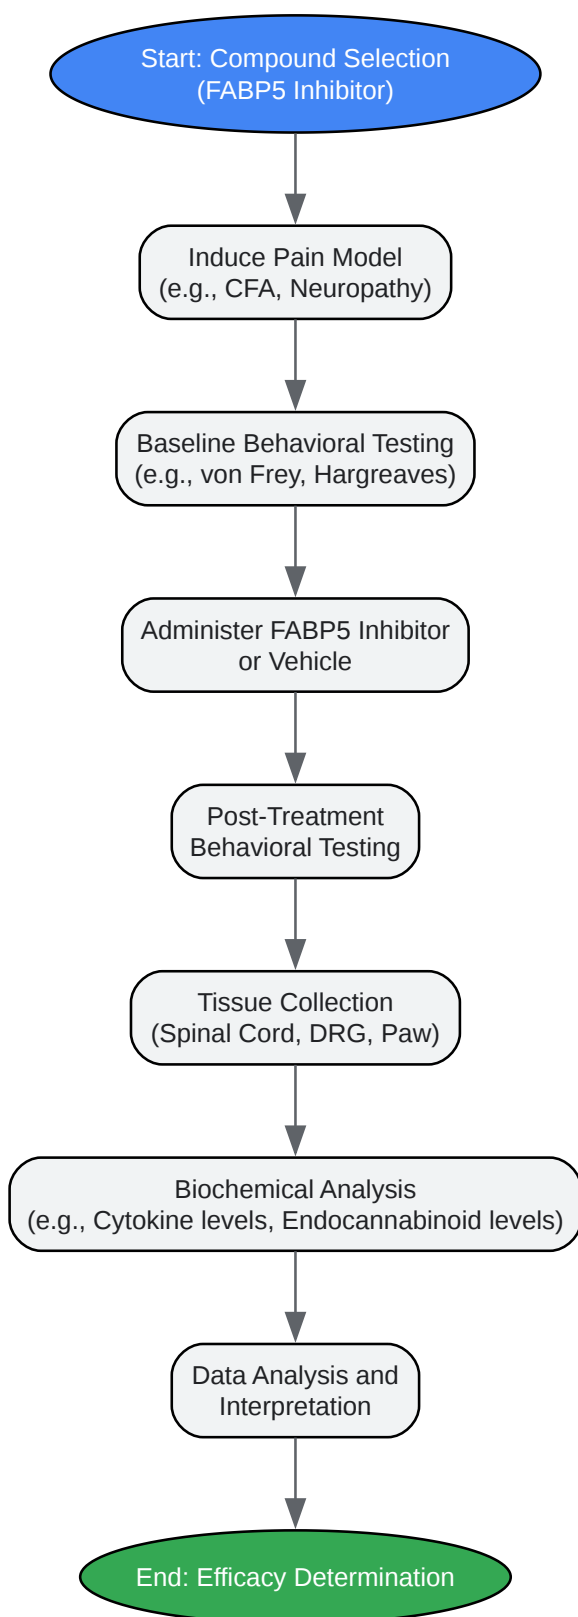 Start: Compound Selection
(FABP5 Inhibitor)
Induce Pain Model
(e.g., CFA, Neuropathy)
Baseline Behavioral Testing
(e.g., von Frey, Hargreaves)
Administer FABP5 Inhibitor
or Vehicle
Post-Treatment
Behavioral Testing
Tissue Collection
(Spinal Cord, DRG, Paw)
Biochemical Analysis
(e.g., Cytokine levels, Endocannabinoid levels)
Data Analysis and
Interpretation
End: Efficacy Determination